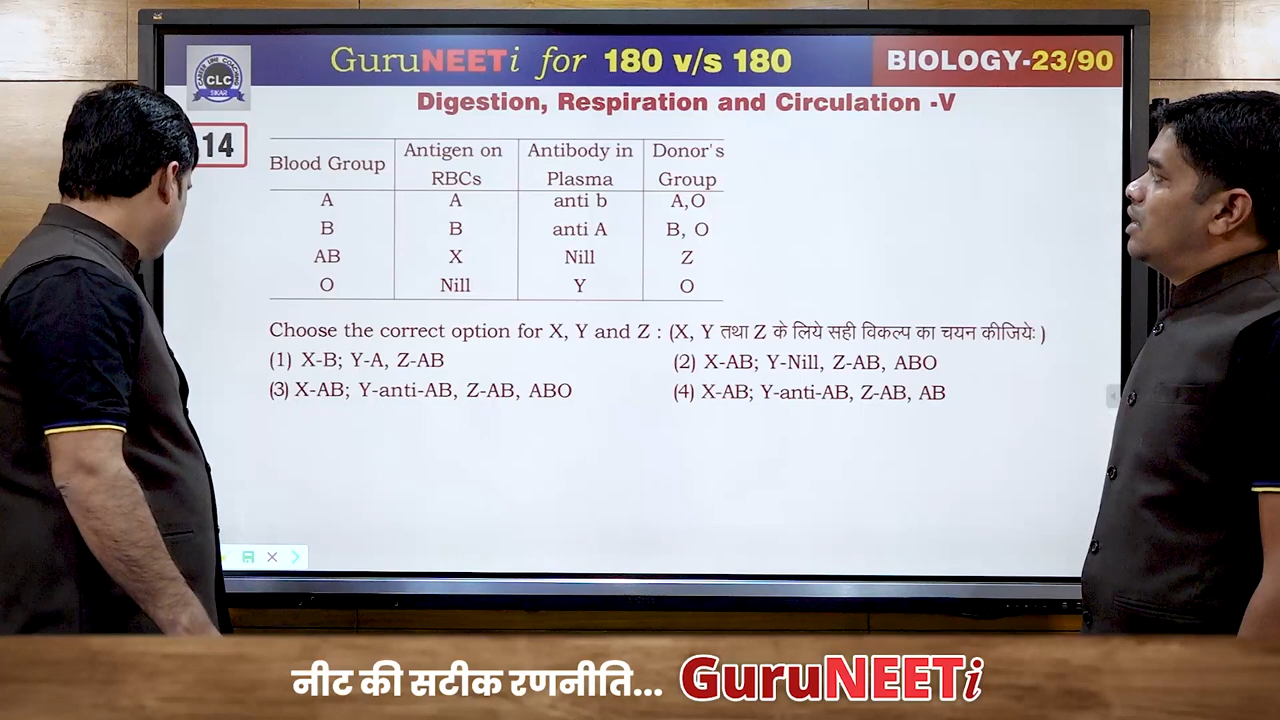 GuruNEETi for 180 v/s 180
BIOLOGY-23/90
CLC
SIKAR
Digestion, Respiration and Circulation -V
14
Blood Group Antigen on RBCs Antibody in Plasma Donor's Group
A A anti b A,O
B B anti A B, O
AB X Nill Z
O Nill Y O
Choose the correct option for X, Y and Z : (X, Y तथा Z के लिये सही विकल्प का चयन कीजियेः )
(1) X-B; Y-A, Z-AB
(2) X-AB; Y-Nill, Z-AB, ABO
(3) X-AB; Y-anti-AB, Z-AB, ABO
(4) X-AB; Y-anti-AB, Z-AB, AB
नीट की सटीक रणनीति... GuruNEETi